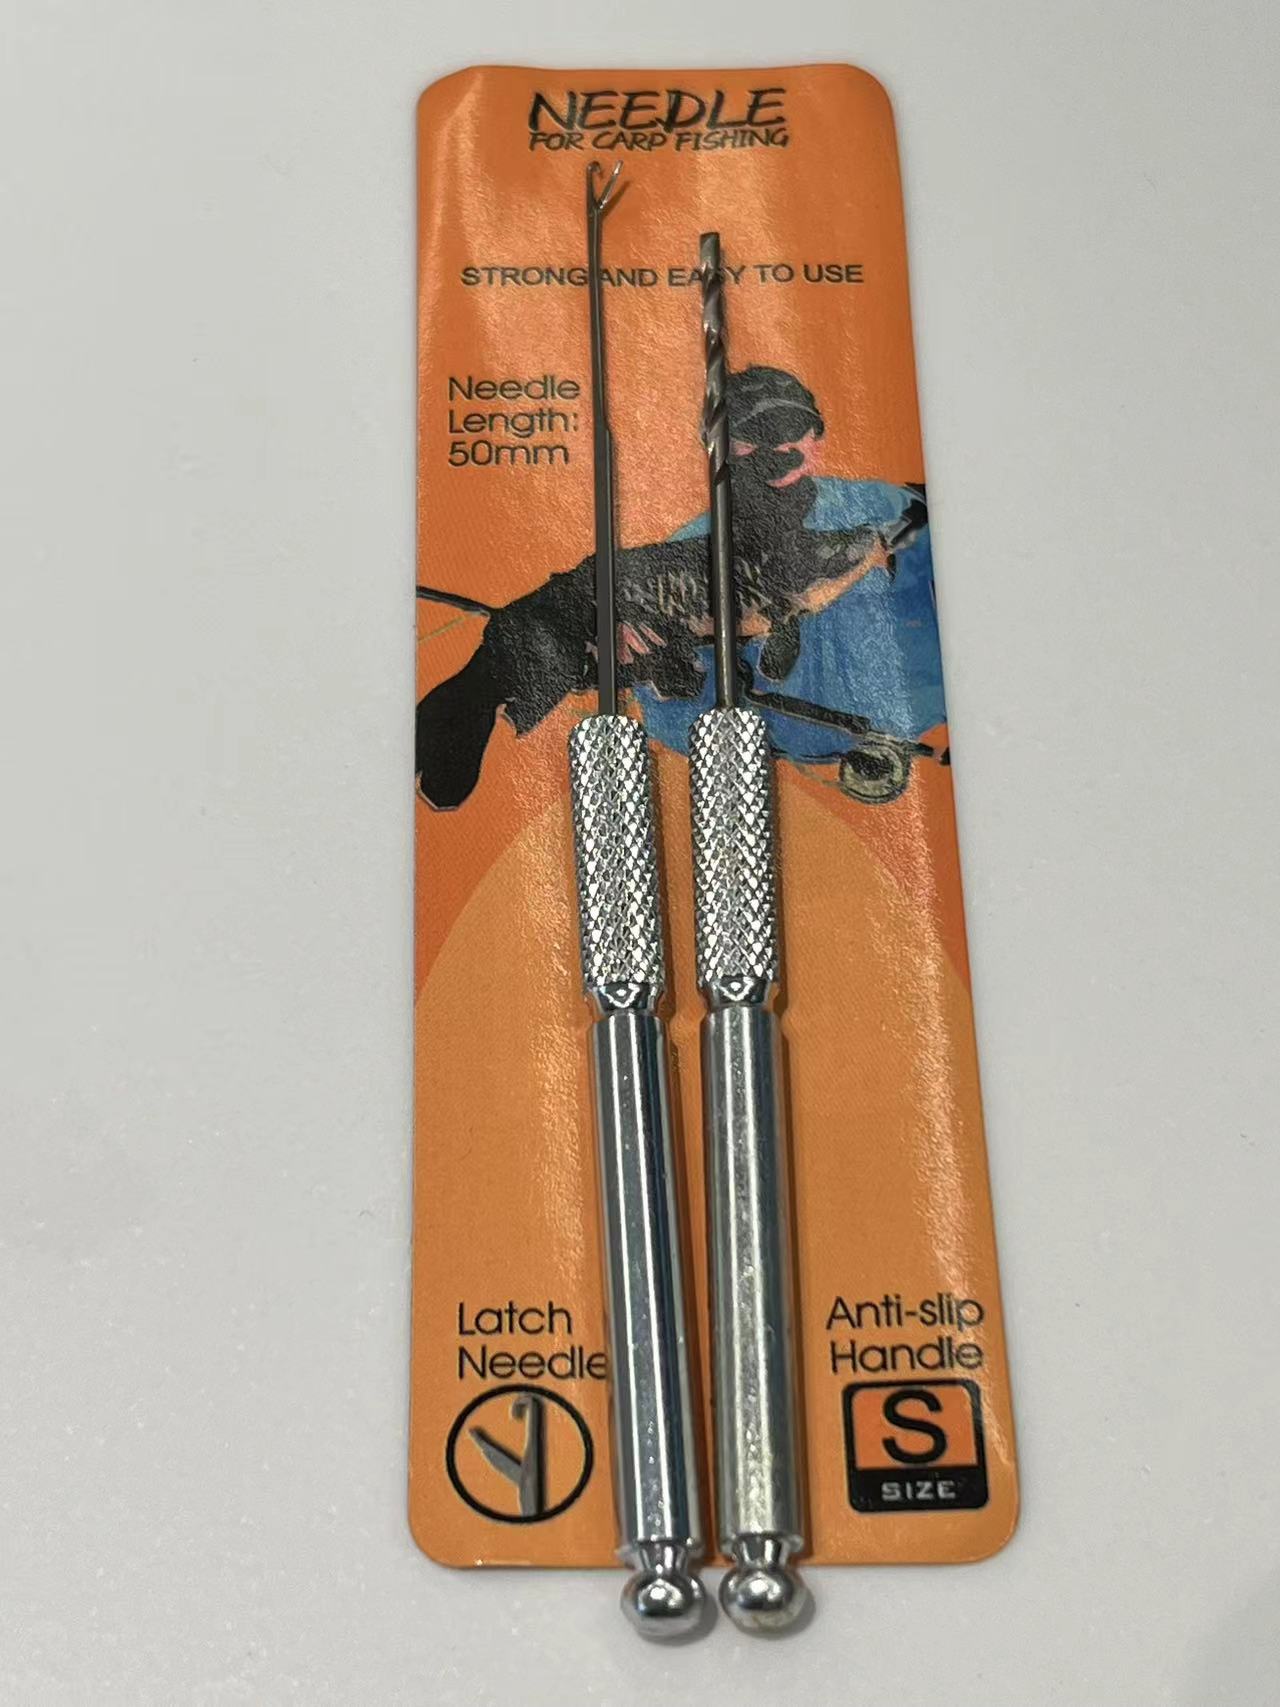 NEEDLE
FOR CARP FISHING
STRONG AND EASY TO USE
Needle
Length:
50mm
Latch
Needle
Anti-slip
Handle
S
SIZE